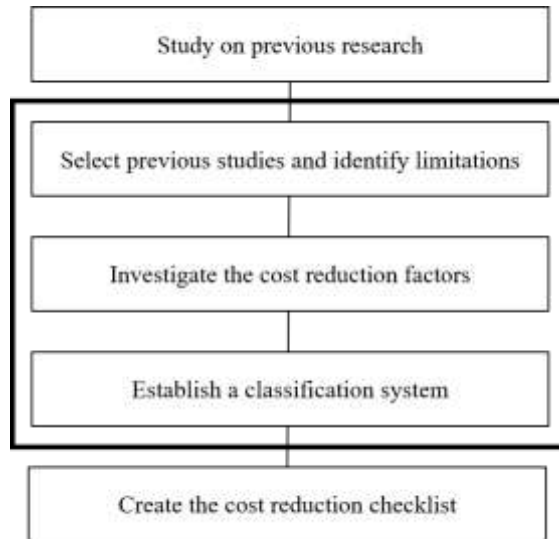 Study on previous research
Select previous studies and identify limitations
Investigate the cost reduction factors
Establish a classification system
Create the cost reduction checklist